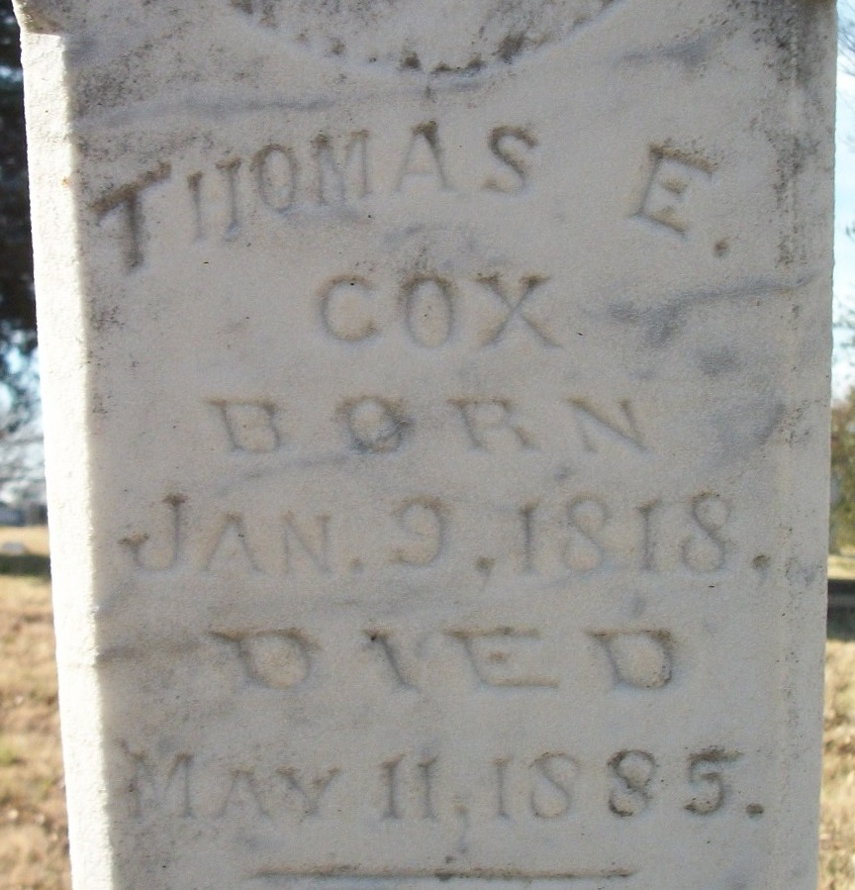 THOMAS E.
COX
BORN
JAN. 9, 1818,
DIED
MAY 11, 1885.